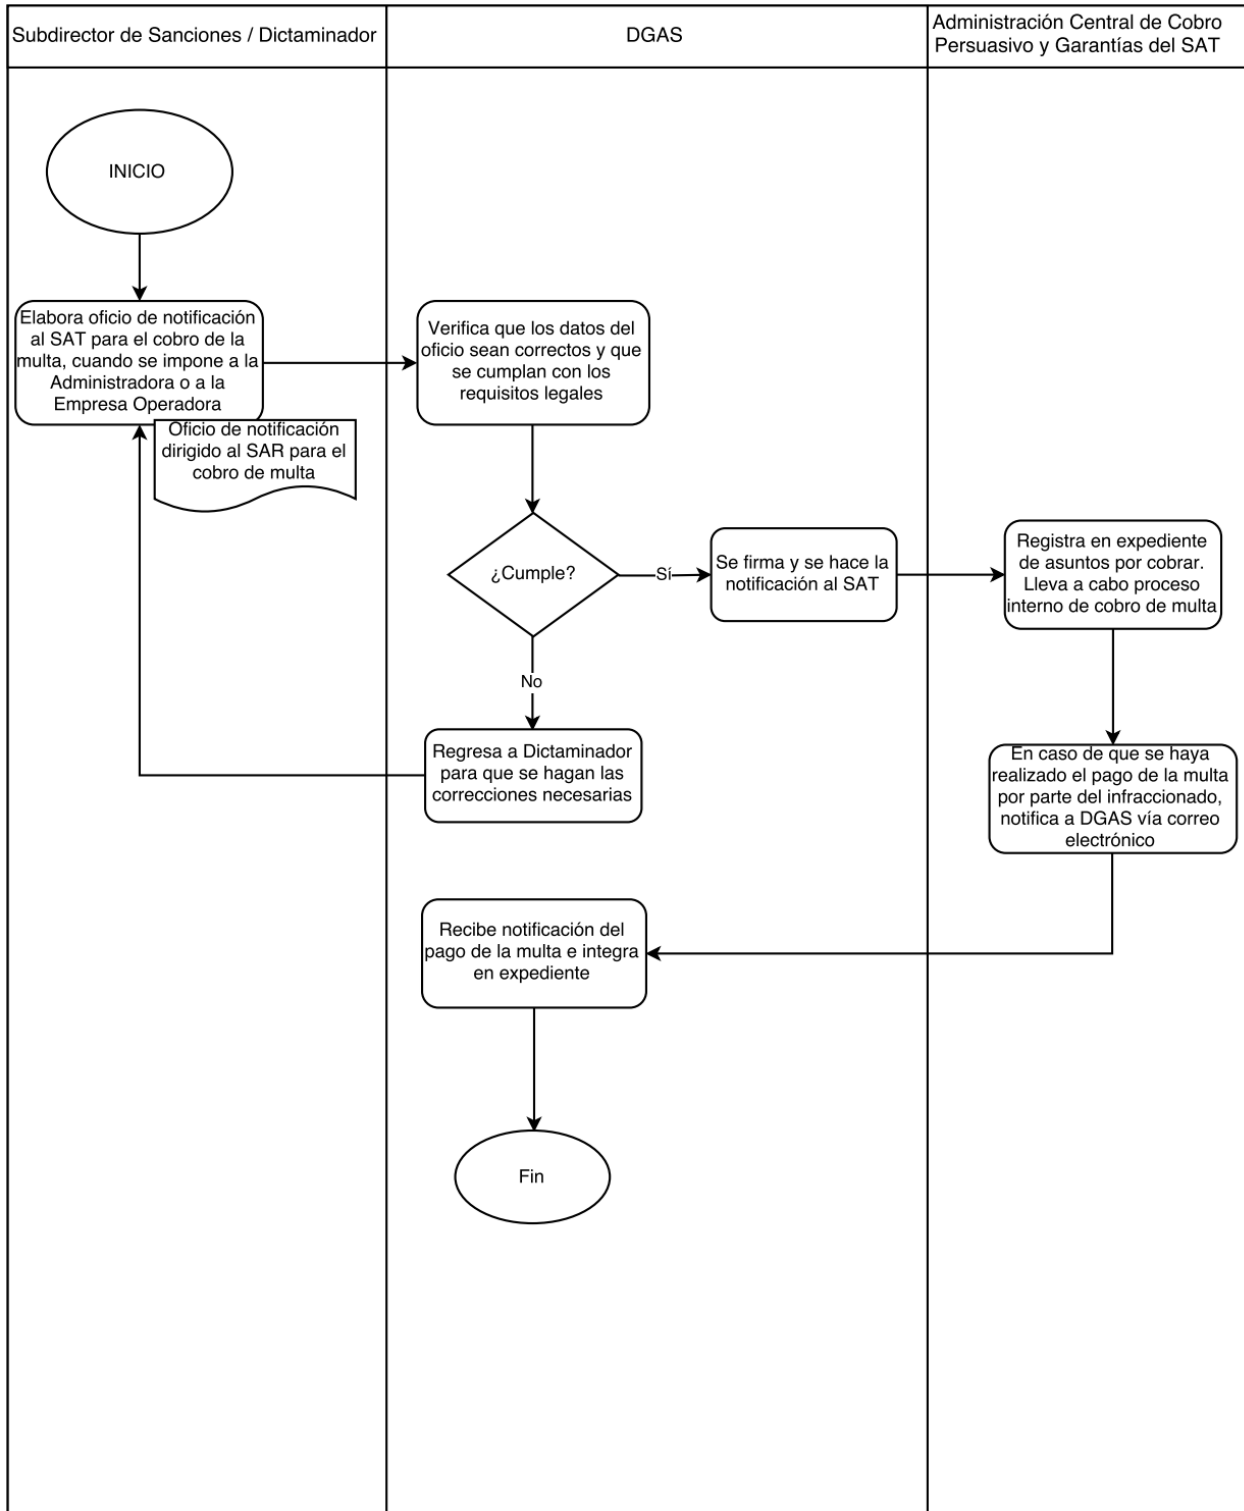 Subdirector de Sanciones / Dictaminador
DGAS
Administración Central de Cobro
Persuasivo y Garantías del SAT
INICIO
Elabora oficio de notificación
al SAT para el cobro de la
multa, cuando se impone a la
Administradora o a la
Empresa Operadora
Oficio de notificación
dirigido al SAR para el
cobro de multa
Verifica que los datos del
oficio sean correctos y que
se cumplan con los
requisitos legales
¿Cumple?
Sí
Se firma y se hace la
notificación al SAT
Registra en expediente
de asuntos por cobrar.
Lleva a cabo proceso
interno de cobro de multa
No
Regresa a Dictaminador
para que se hagan las
correcciones necesarias
En caso de que se haya
realizado el pago de la multa
por parte del infraccionado,
notifica a DGAS vía correo
electrónico
Recibe notificación del
pago de la multa e integra
en expediente
Fin